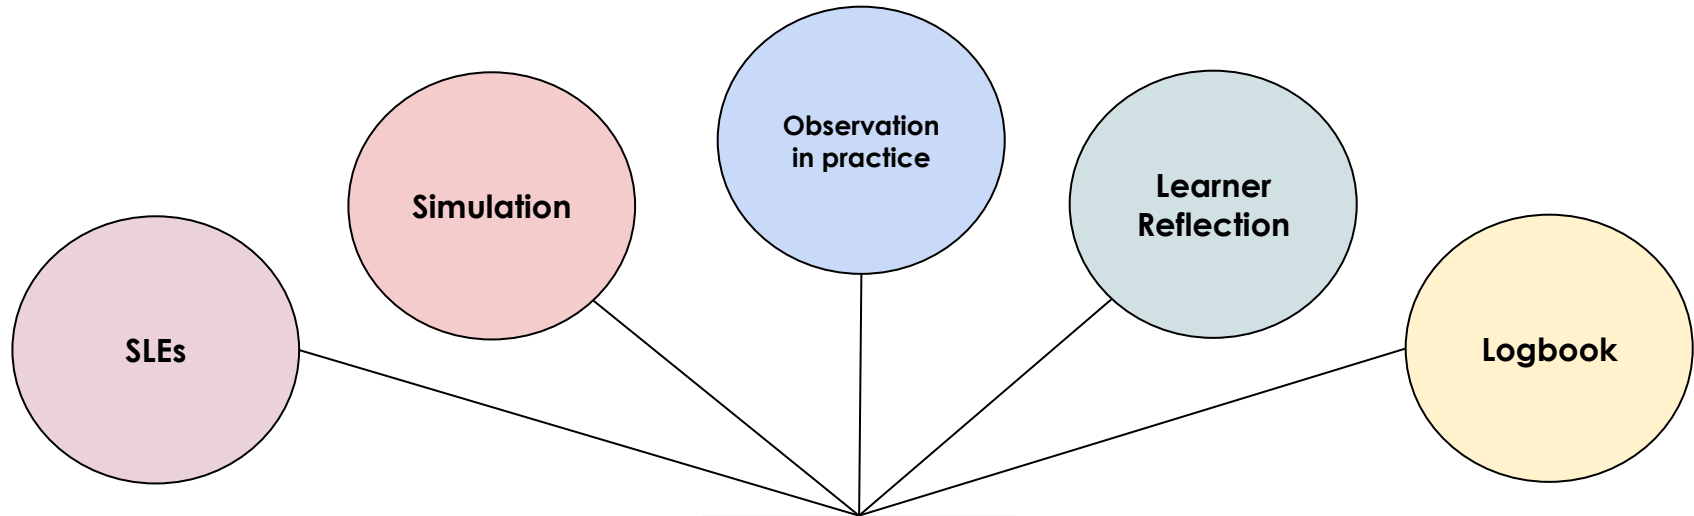 SLEs
Simulation
Observation
in practice
Learner
Reflection
Logbook